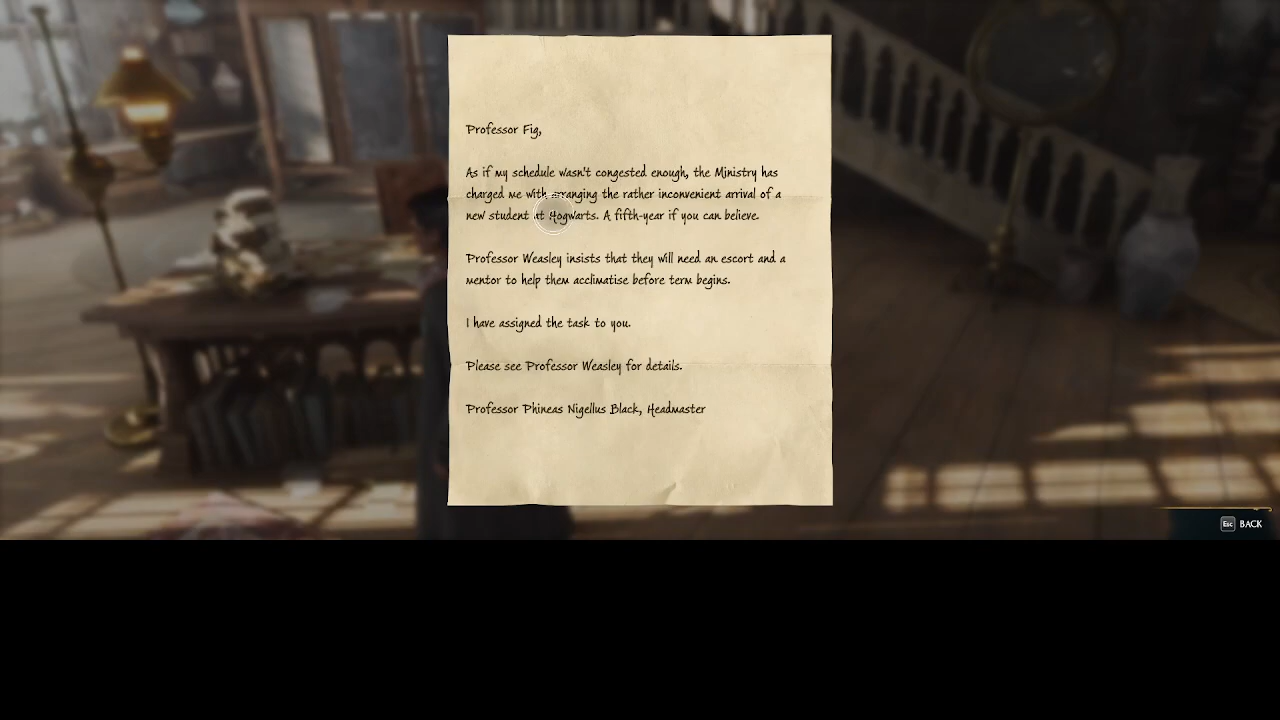 Professor Fig,
As if my schedule wasn't congested enough, the Ministry has
charged me with arranging the rather inconvenient arrival of a
new student at Hogwarts. A fifth-year if you can believe.
Professor Weasley insists that they will need an escort and a
mentor to help them acclimatise before term begins.
I have assigned the task to you.
Please see Professor Weasley for details.
Professor Phineas Nigellus Black, Headmaster
Esc BACK